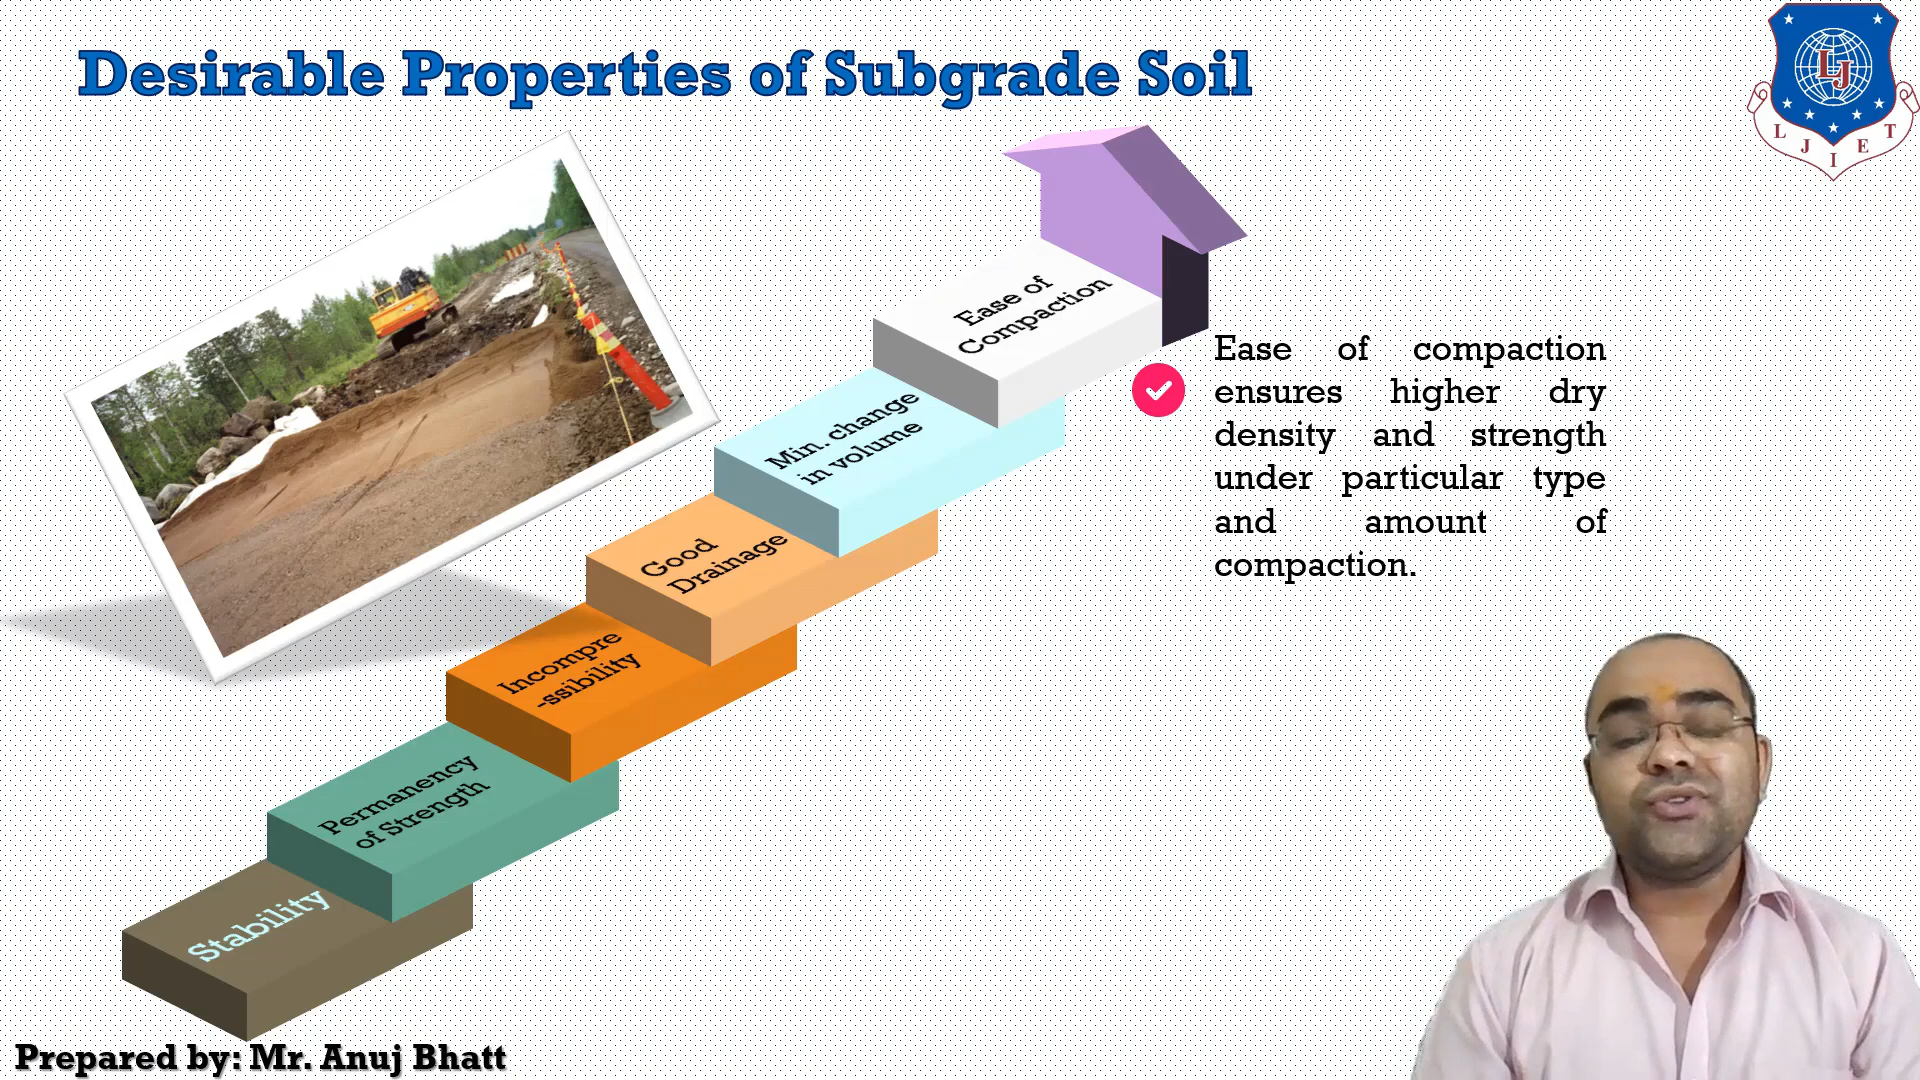 Desirable Properties of Subgrade Soil
LJ
L J I E T
Ease of
Compaction
Min. change
in volume
Good
Drainage
Incompre
-ssibility
Permanency
of Strength
Stability
Ease of compaction
ensures higher dry
density and strength
under particular type
and amount of
compaction.
Prepared by: Mr. Anuj Bhatt